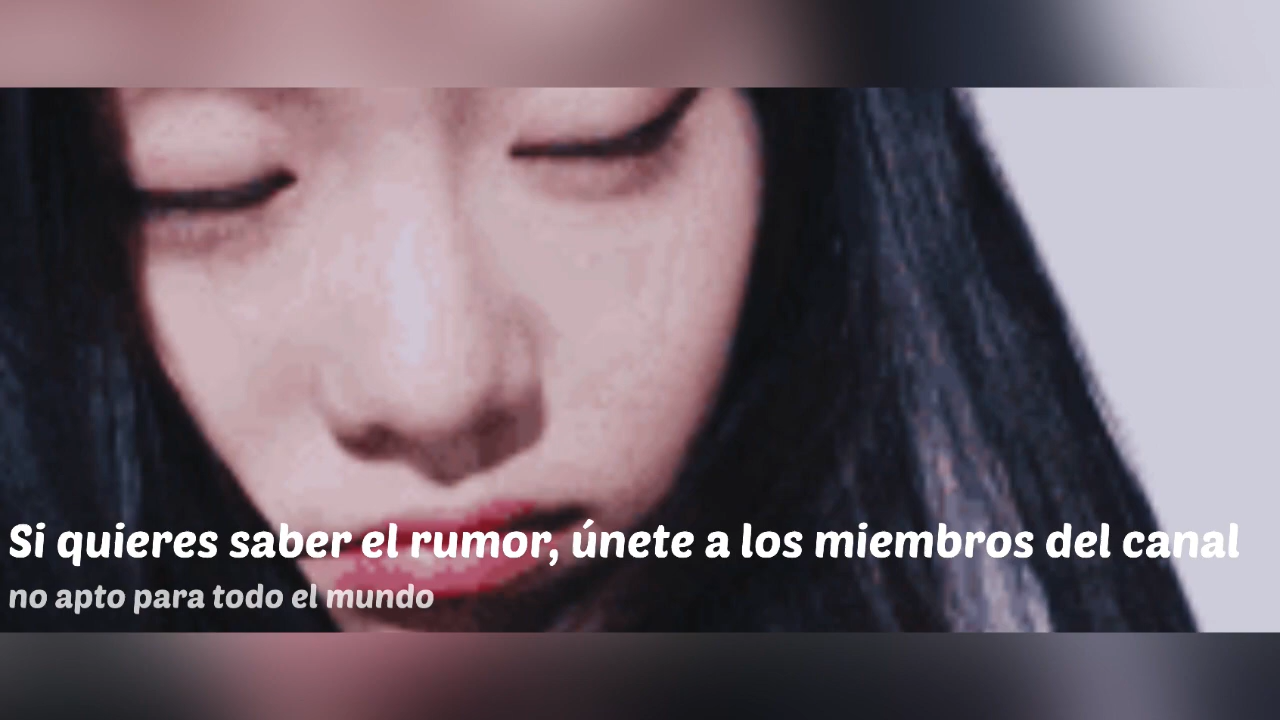 Si quieres saber el rumor, únete a los miembros del canal
no apto para todo el mundo